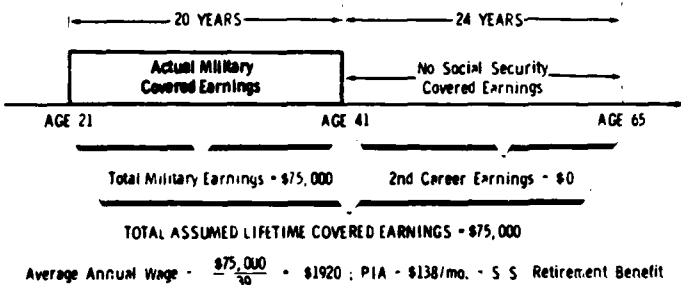 20 YEARS 24 YEARS
Actual Military No Social Security
Covered Earnings Covered Earnings
AGE 21 AGE 41 AGE 65
Total Military Earnings - $75,000 2nd Career Earnings - $0
TOTAL ASSUMED LIFETIME COVERED EARNINGS - $75,000
Average Annual Wage - $75,000 / 39 - $1920 ; PIA - $138/mo. - S S Retirement Benefit